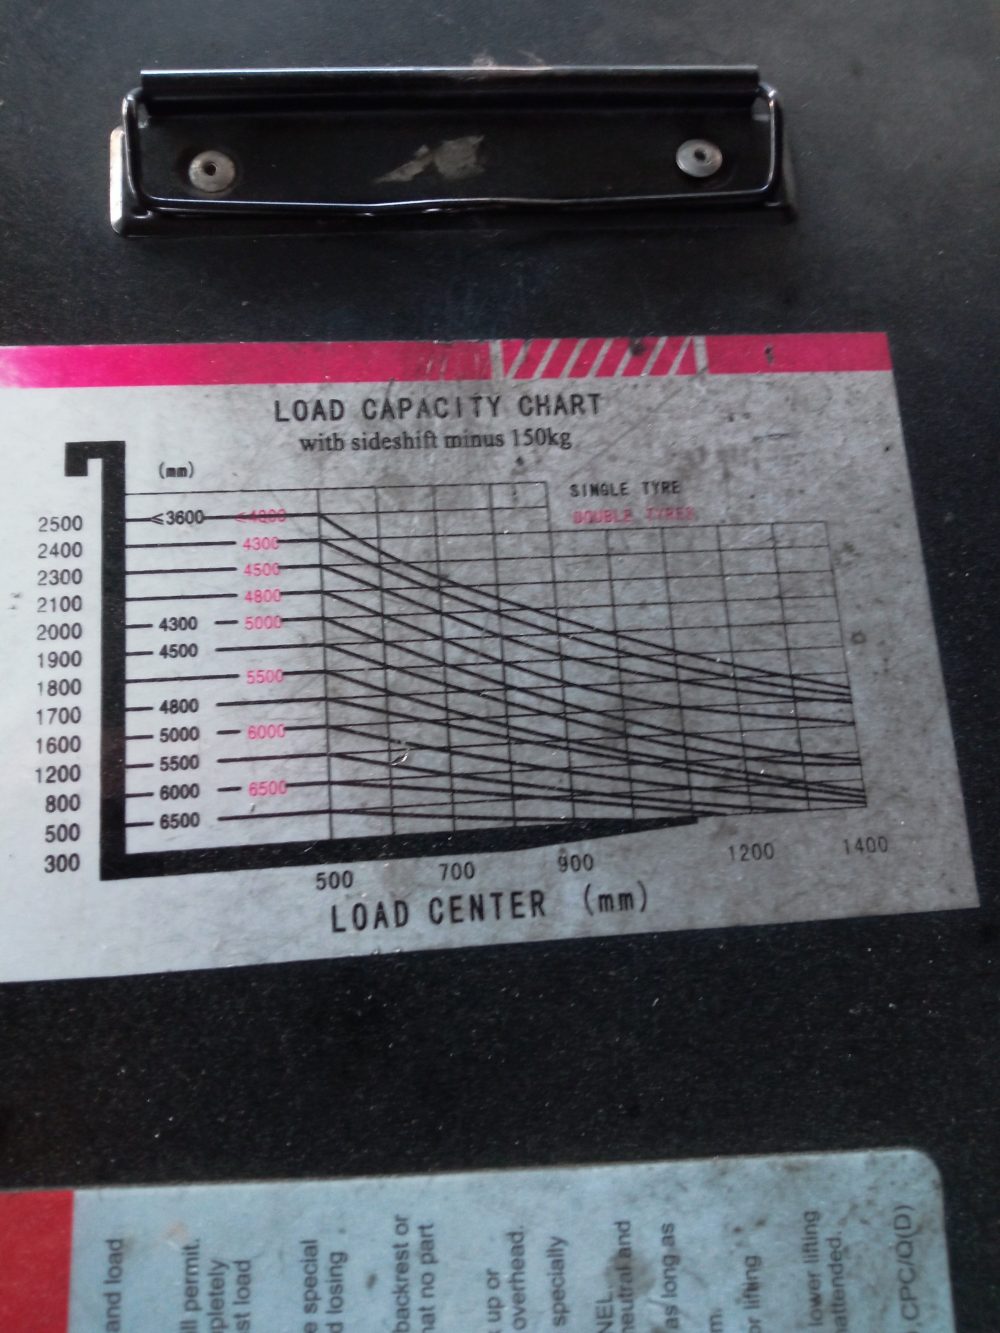 LOAD CAPACITY CHART
with sideshift minus 150kg
(mm)
SINGLE TYRE
DOUBLE TYRES
2500 ≤3600
2400 4300
2300 4500
2100 4800
2000 4300 5000
1900 4500
1800 5500
1700 4800
1600 5000 6000
1200 5500
800 6000 6500
500 6500
300
500 700 900 1200 1400
LOAD CENTER (mm)
and load
ll permit.
pletely
st load
e special
d losing
backrest or
hat no part
up or
overhead.
specially
NEL
neutral and
as long as
m.
or lifting
lower lifting
attended.
CPC/Q(D)